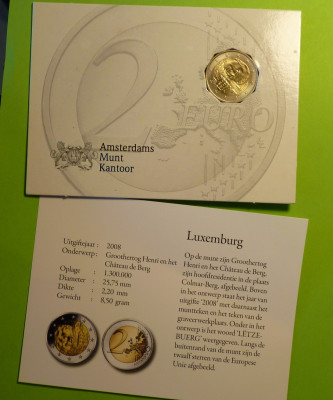 2
EURO
Amsterdams
Munt
Kantoor
Uitgiftejaar : 2008
Onderwerp : Groothertog Henri en het
Château de Berg
Oplage : 1.300.000
Diameter : 25,75 mm
Dikte : 2,20 mm
Gewicht : 8,50 gram
Luxemburg
Op de munt zijn Groothertog
Henri en het Château de Berg,
zijn hoofdresidentie in de plaats
Colmar-Berg, afgebeeld. Boven
in het ontwerp staat het jaar van
uitgifte '2008' met daarnaast het
muntteken en het teken van de
graveerwerkplaats. Onder in het
ontwerp is het woord 'LËTZE-
BUERG' weergegeven. Langs de
buitenrand van de munt zijn de
twaalf sterren van de Europese
Unie afgebeeld.